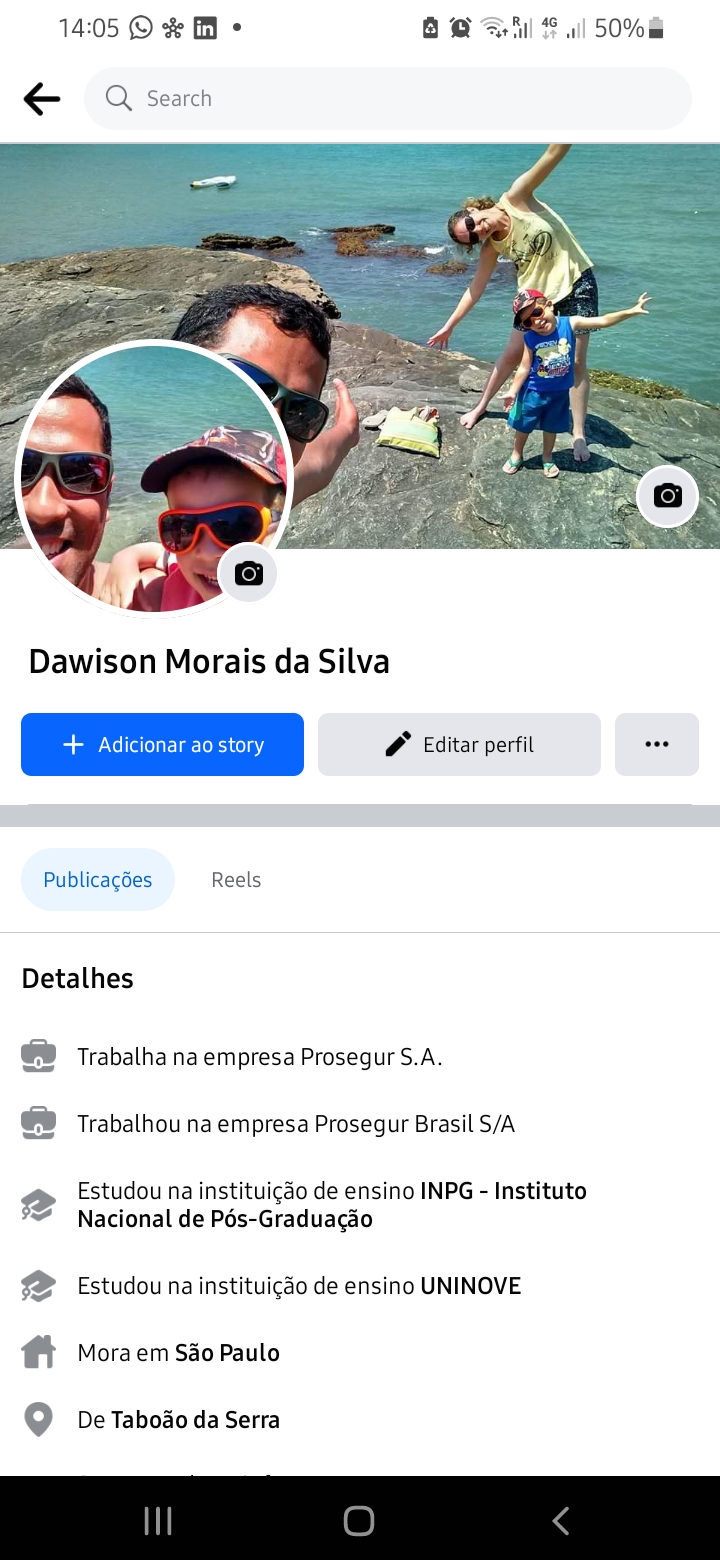 14:05
R 4G 50%
Search
Dawison Morais da Silva
Adicionar ao story
Editar perfil
Publicações
Reels
Detalhes
Trabalha na empresa Prosegur S.A.
Trabalhou na empresa Prosegur Brasil S/A
Estudou na instituição de ensino INPG - Instituto
Nacional de Pós-Graduação
Estudou na instituição de ensino UNINOVE
Mora em São Paulo
De Taboão da Serra